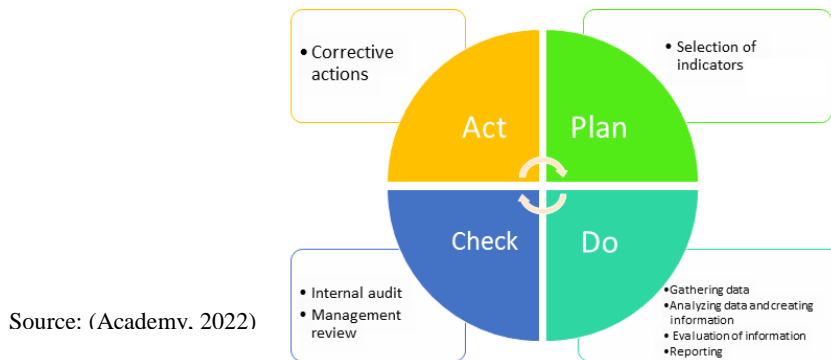 • Corrective
actions
• Selection of
indicators
Act
Plan
Check
Do
• Internal audit
• Management
review
•Gathering data
•Analyzing data and creating
information
• Evaluation of information
•Reporting
Source: (Academy, 2022)